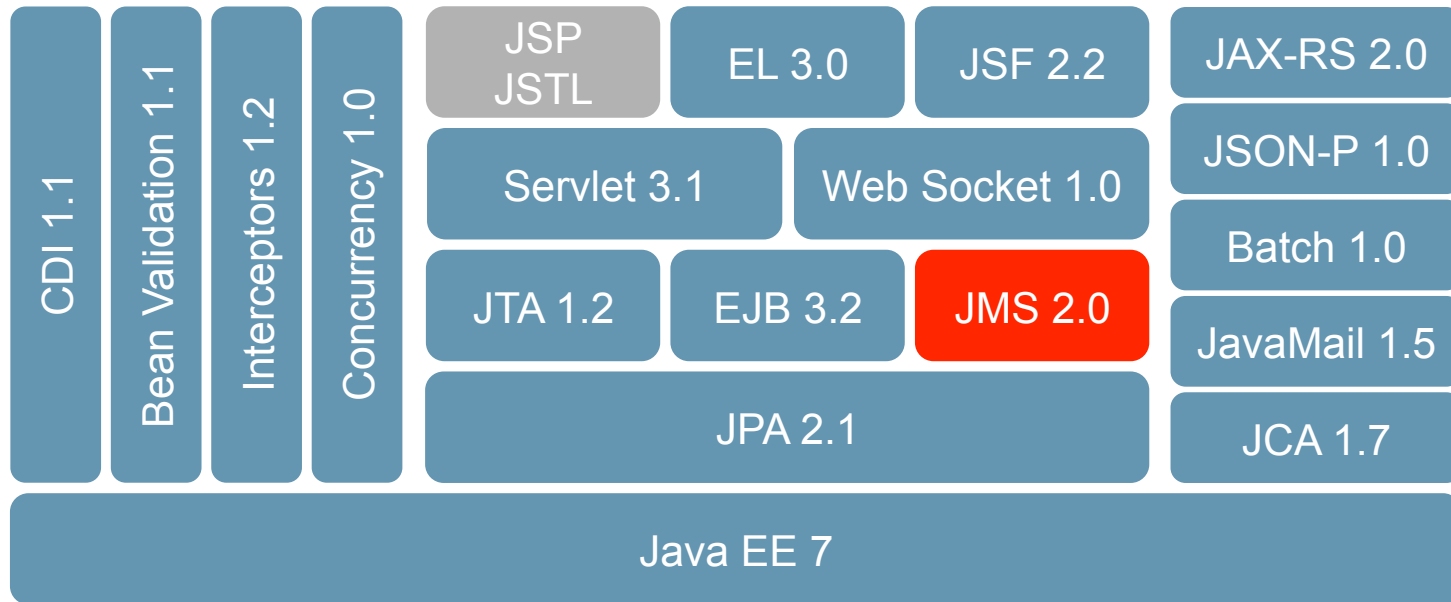 CDI 1.1
Bean Validation 1.1
Interceptors 1.2
Concurrency 1.0
JSP
JSTL
EL 3.0
JSF 2.2
Servlet 3.1
Web Socket 1.0
JTA 1.2
EJB 3.2
JMS 2.0
JPA 2.1
JAX-RS 2.0
JSON-P 1.0
Batch 1.0
JavaMail 1.5
JCA 1.7
Java EE 7